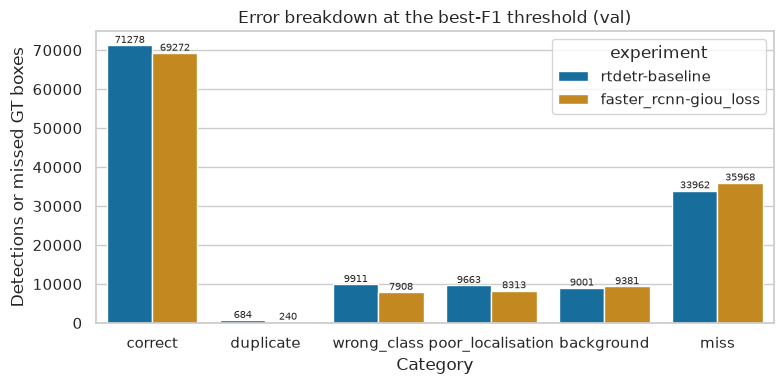 Error breakdown at the best-F1 threshold (val)
experiment
rtdetr-baseline
faster_rcnn-giou_loss
Detections or missed GT boxes
70000
60000
50000
40000
30000
20000
10000
0
71278
69272
684
240
9911
7908
9663
8313
9001
9381
33962
35968
correct duplicate wrong_class poor_localisation background miss
Category